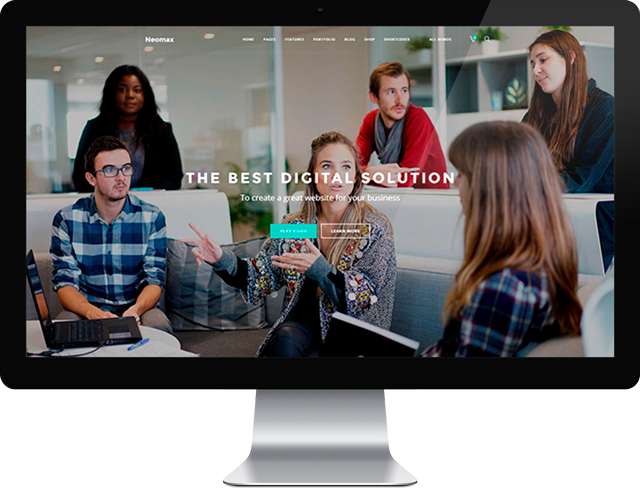 Neomax HOME PAGES FEATURES PORTFOLIO BLOG SHOP SHORTCODES ALL DEMOS
THE BEST DIGITAL SOLUTION
To create a great website for your business
PLAY VIDEO LEARN MORE